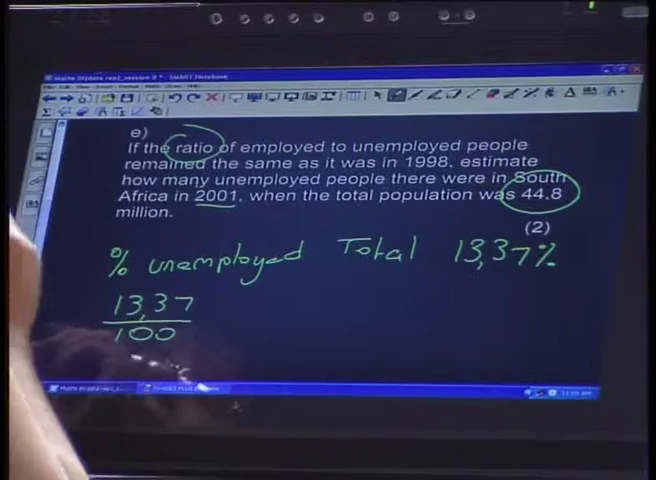 e)
If the ratio of employed to unemployed people
remained the same as it was in 1998, estimate
how many unemployed people there were in South
Africa in 2001, when the total population was 44.8
million.
(2)
% unemployed Total 13,37%
13,37
100